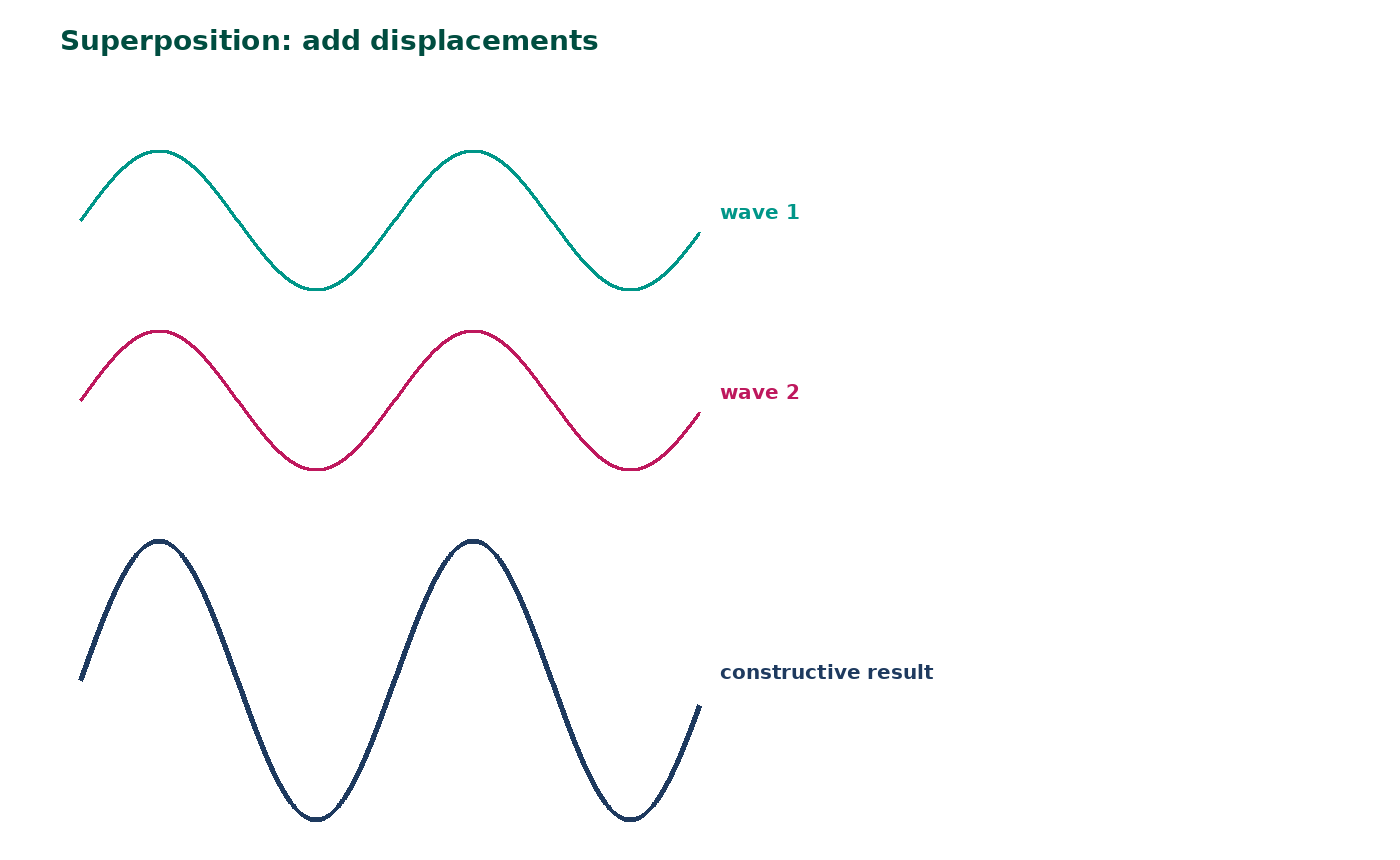 Superposition: add displacements
wave 1
wave 2
constructive result